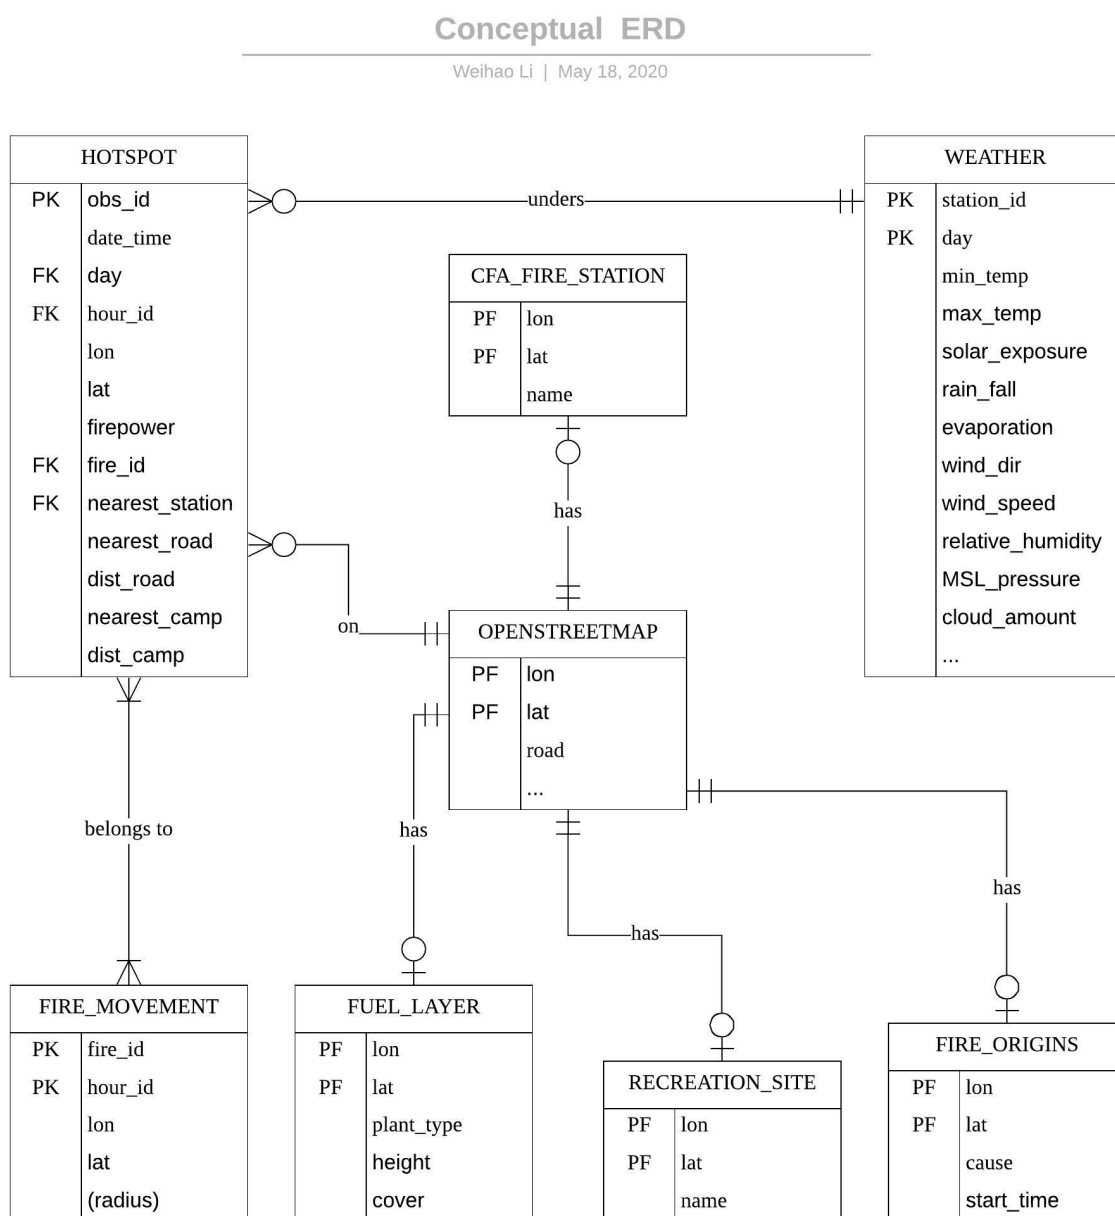 Conceptual ERD
Weihao Li | May 18, 2020
HOTSPOT
PK obs_id
date_time
FK day
FK hour_id
lon
lat
firepower
FK fire_id
FK nearest_station
nearest_road
dist_road
nearest_camp
dist_camp
unders
WEATHER
PK station_id
PK day
min_temp
max_temp
solar_exposure
rain_fall
evaporation
wind_dir
wind_speed
relative_humidity
MSL_pressure
cloud_amount
...
CFA_FIRE_STATION
PF lon
PF lat
name
has
on
OPENSTREETMAP
PF lon
PF lat
road
...
belongs to
has
has
has
FIRE_MOVEMENT
PK fire_id
PK hour_id
lon
lat
(radius)
FUEL_LAYER
PF lon
PF lat
plant_type
height
cover
RECREATION_SITE
PF lon
PF lat
name
FIRE_ORIGINS
PF lon
PF lat
cause
start_time